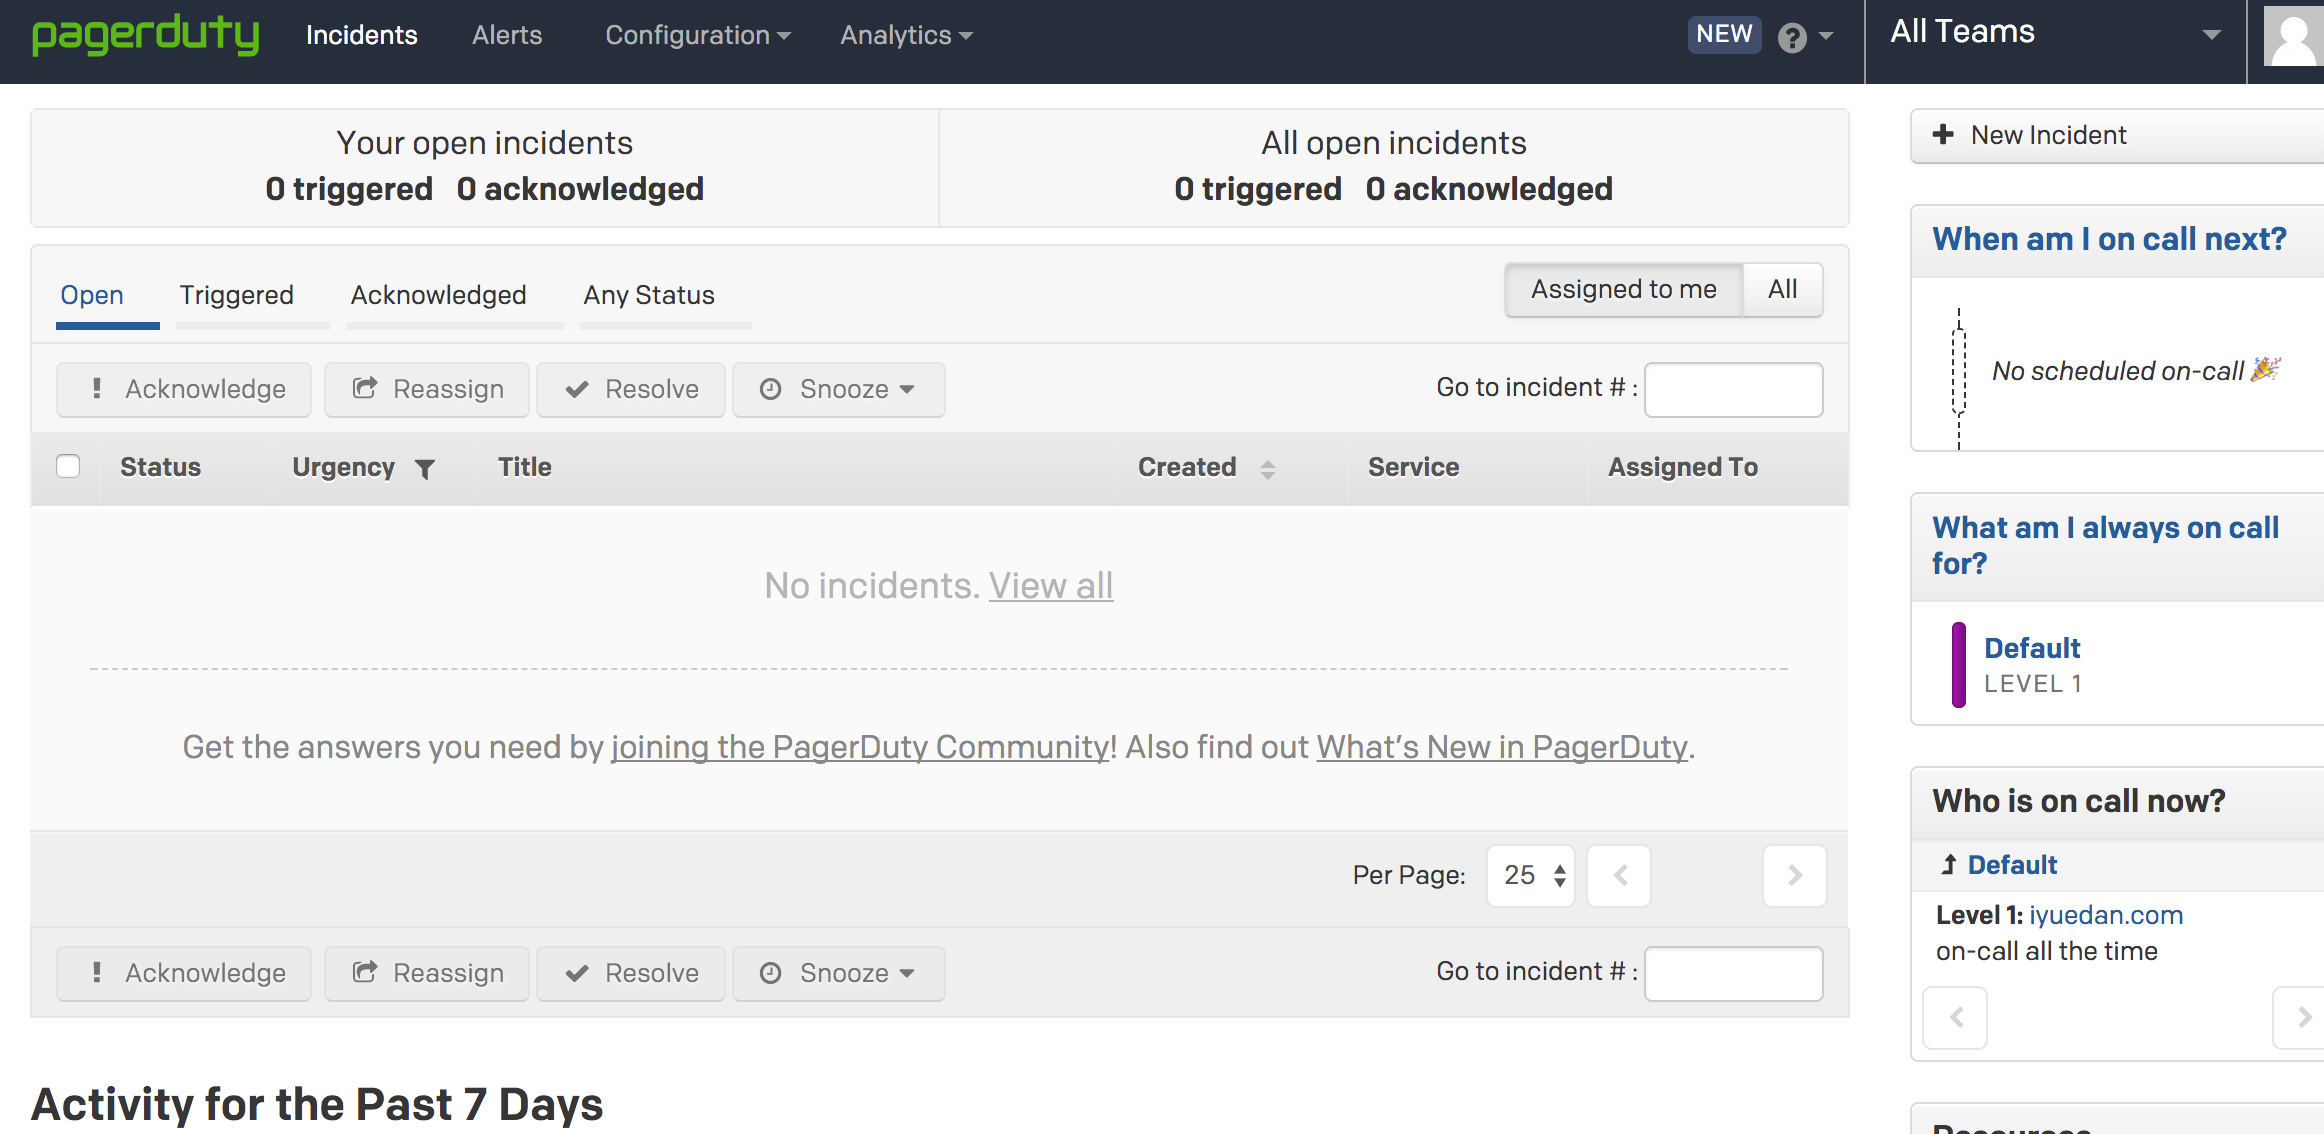 pagerduty Incidents Alerts Configuration Analytics NEW ? All Teams
Your open incidents
0 triggered 0 acknowledged
All open incidents
0 triggered 0 acknowledged
Open Triggered Acknowledged Any Status Assigned to me All
! Acknowledge Reassign Resolve Snooze Go to incident # :
Status Urgency Title Created Service Assigned To
No incidents. View all
Get the answers you need by joining the PagerDuty Community! Also find out What's New in PagerDuty.
Per Page: 25
! Acknowledge Reassign Resolve Snooze Go to incident # :
Activity for the Past 7 Days
+ New Incident
When am I on call next?
No scheduled on-call 🎉
What am I always on call
for?
Default
LEVEL 1
Who is on call now?
Default
Level 1: iyuedan.com
on-call all the time
Resources